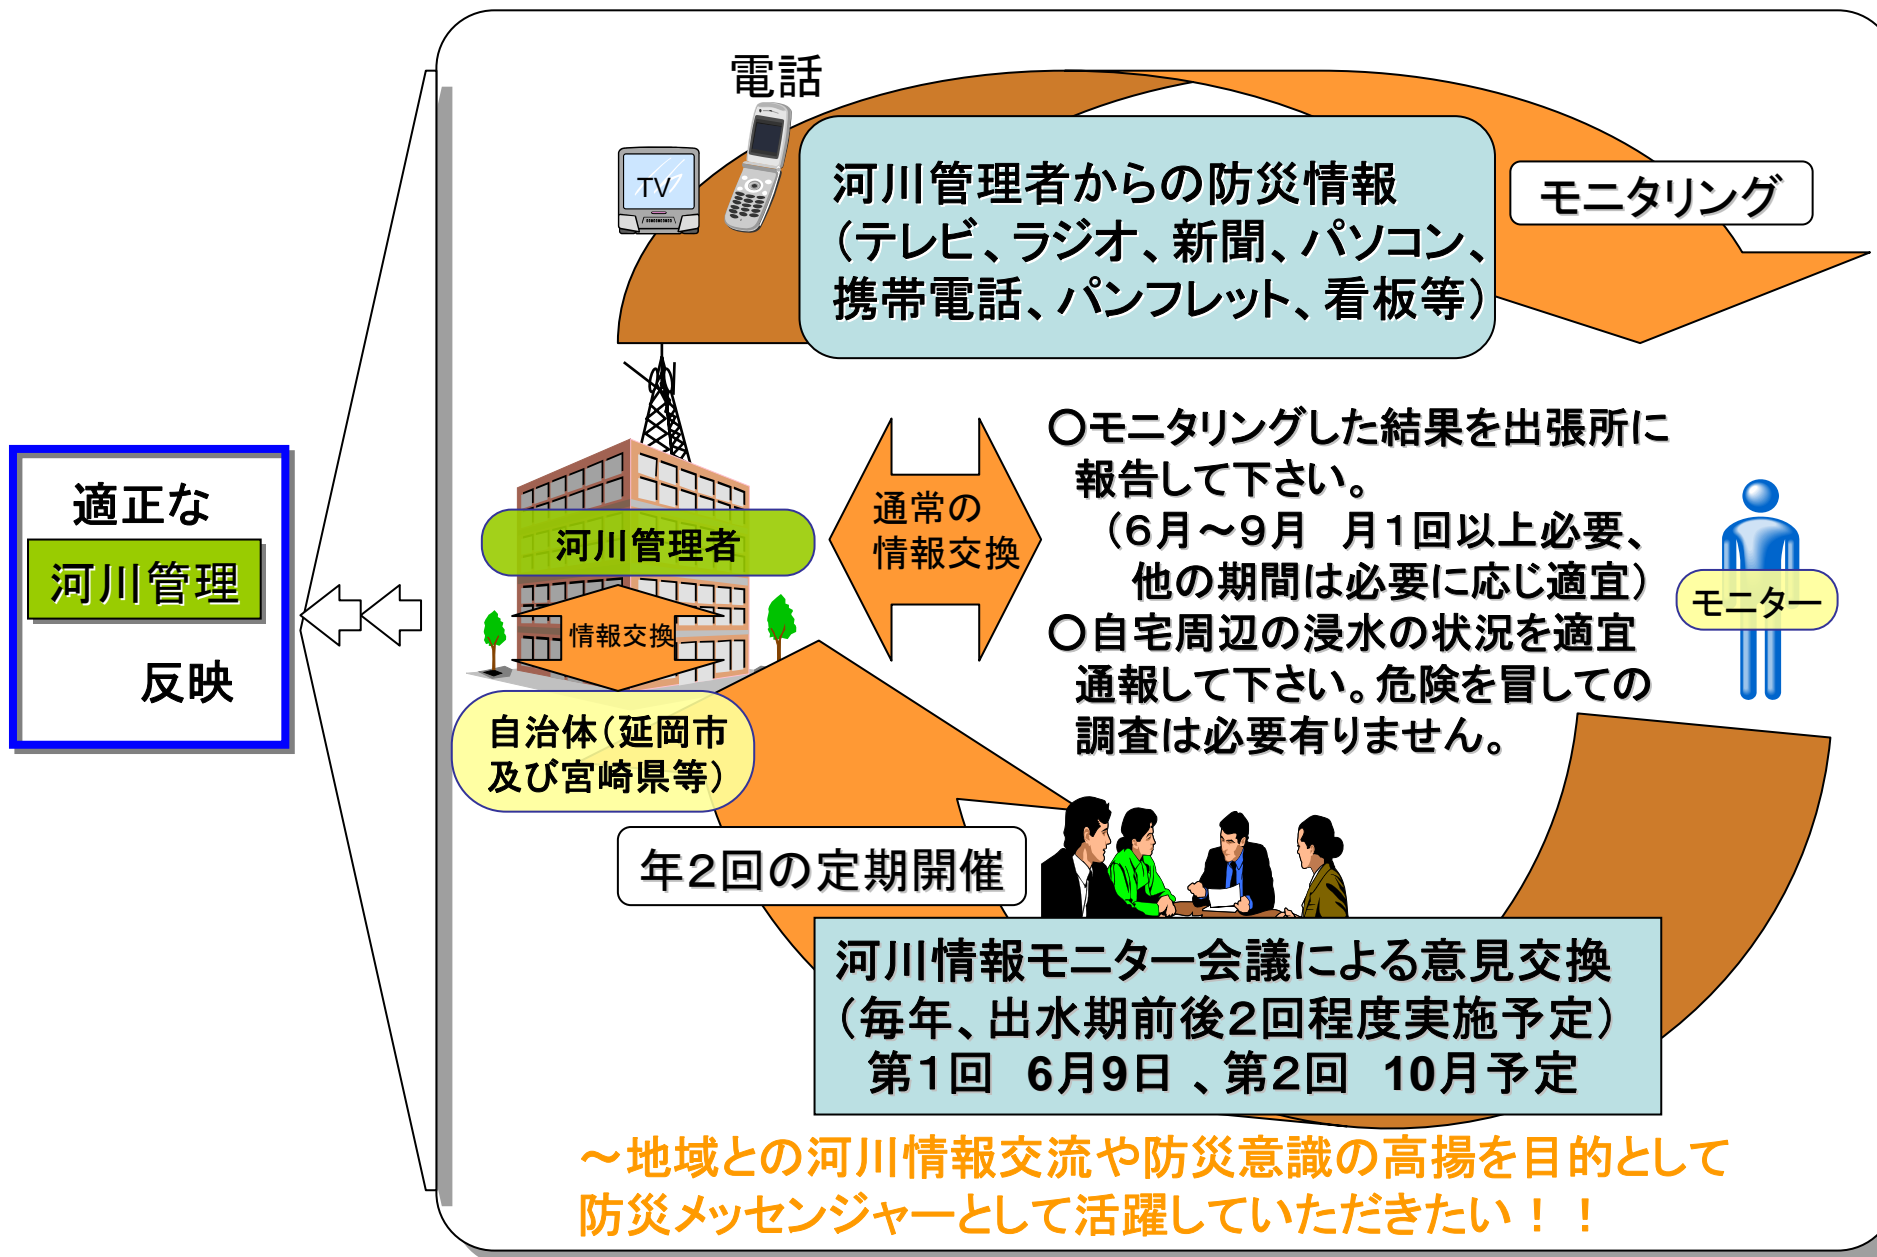 電話
TV
河川管理者からの防災情報
（テレビ、ラジオ、新聞、パソコン、
携帯電話、パンフレット、看板等）
モニタリング
適正な
河川管理
反映
河川管理者
情報交換
自治体（延岡市
及び宮崎県等）
通常の
情報交換
○モニタリングした結果を出張所に
報告して下さい。
（６月～９月　月１回以上必要、
他の期間は必要に応じ適宜）
○自宅周辺の浸水の状況を適宜
通報して下さい。危険を冒しての
調査は必要有りません。
モニター
年２回の定期開催
河川情報モニター会議による意見交換
（毎年、出水期前後２回程度実施予定）
第１回　6月9日 、第２回　10月予定
～地域との河川情報交流や防災意識の高揚を目的として
防災メッセンジャーとして活躍していただきたい！！